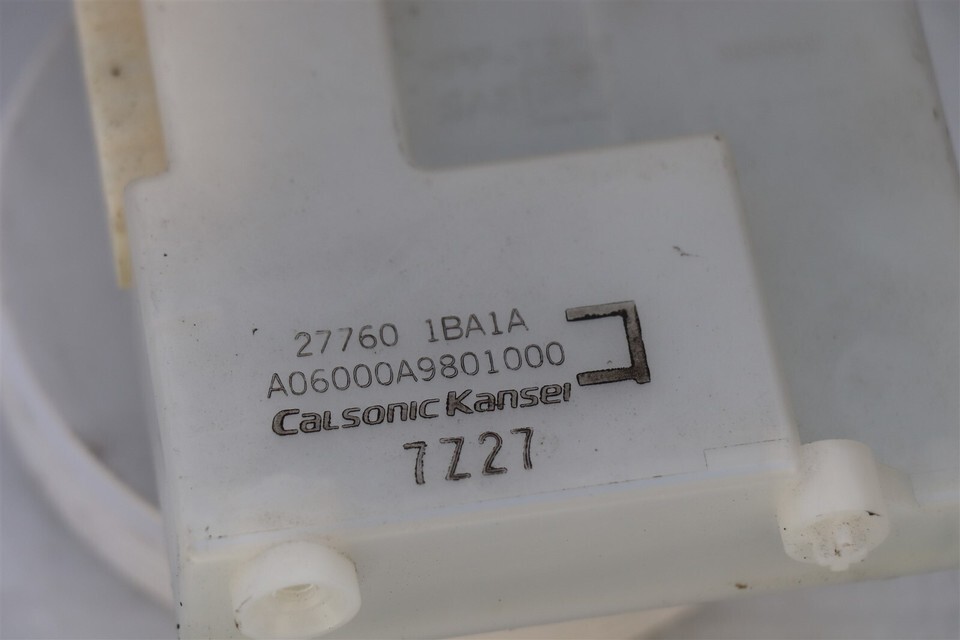 27760 1BA1A
A06000A9801000
CaLsonic Kansei
7Z27